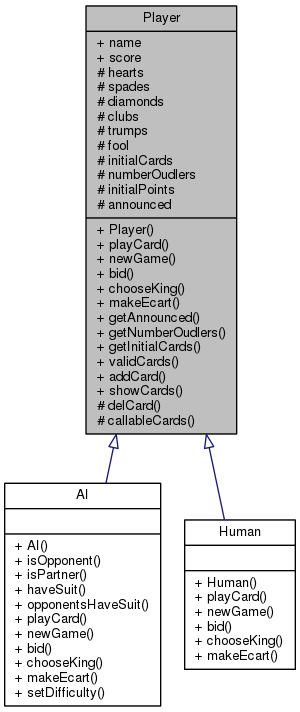 Player
+ name
+ score
# hearts
# spades
# diamonds
# clubs
# trumps
# fool
# initialCards
# numberOudlers
# initialPoints
# announced
+ Player()
+ playCard()
+ newGame()
+ bid()
+ chooseKing()
+ makeEcart()
+ getAnnounced()
+ getNumberOudlers()
+ getInitialCards()
+ validCards()
+ addCard()
+ showCards()
# delCard()
# callableCards()
AI
+ AI()
+ isOpponent()
+ isPartner()
+ haveSuit()
+ opponentsHaveSuit()
+ playCard()
+ newGame()
+ bid()
+ chooseKing()
+ makeEcart()
+ setDifficulty()
Human
+ Human()
+ playCard()
+ newGame()
+ bid()
+ chooseKing()
+ makeEcart()